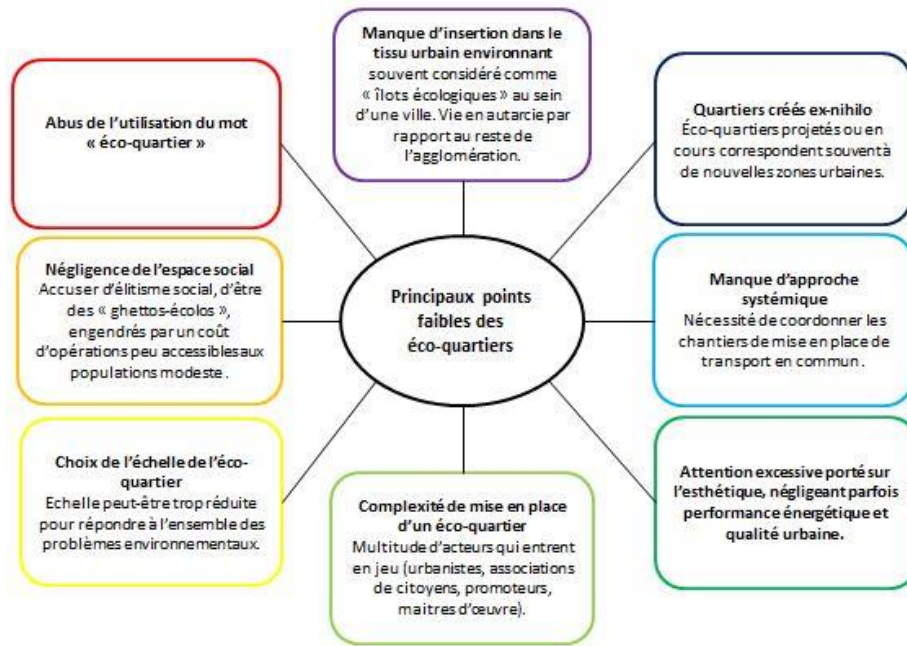 Manque d'insertion dans le
tissu urbain environnant
souvent considéré comme
« îlots écologiques » au sein
d'une ville. Vie en autarcie par
rapport au reste de
l'agglomération.
Abus de l'utilisation du mot
« éco-quartier »
Quartiers créés ex-nihilo
Éco-quartiers projetés ou en
cours correspondent souventà
de nouvelles zones urbaines.
Négligence de l'espace social
Accuser d'élitisme social, d'être
des « ghettos-écolos »,
engendrés par un coût
d'opérations peu accessiblesaux
populations modeste .
Principaux points
faibles des
éco-quartiers
Manque d'approche
systémique
Nécessité de coordonner les
chantiers de mise en place de
transport en commun .
Choix de l'échelle de l'éco-
quartier
Echelle peut-être trop réduite
pour répondre à l'ensemble des
problèmes environnementaux.
Complexité de mise en place
d'un éco-quartier
Multitude d'acteurs qui entrent
en jeu (urbanistes, associations
de citoyens, promoteurs,
maitres d'œuvre).
Attention excessive porté sur
l'esthétique, négligeant parfois
performance énergétique et
qualité urbaine.